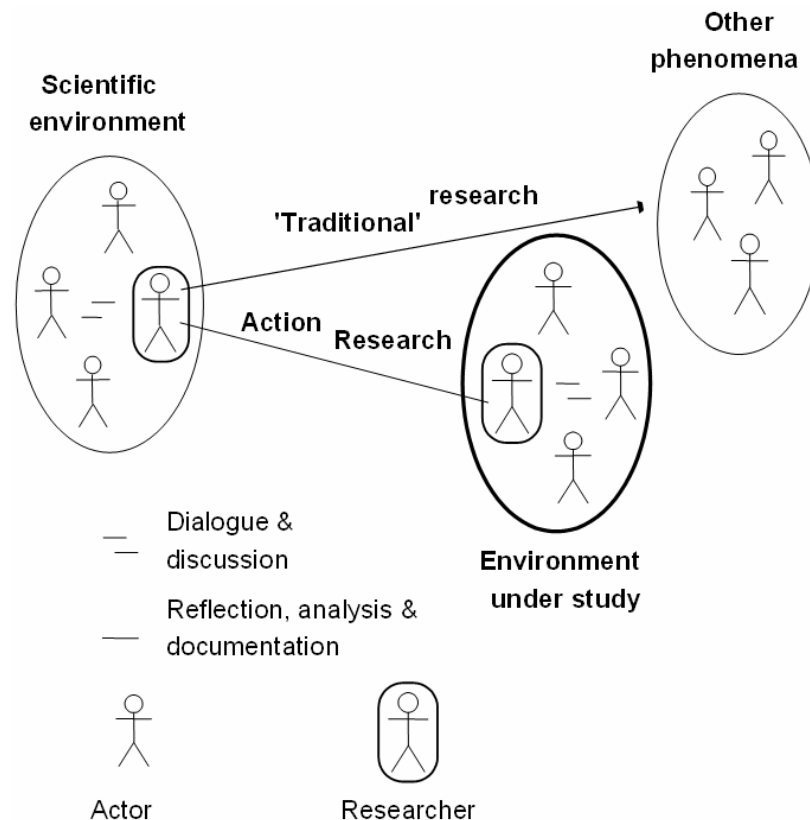 Other
phenomena
Scientific
environment
'Traditional' research
Action
Research
Environment
under study
Dialogue &
discussion
Reflection, analysis &
documentation
Actor
Researcher